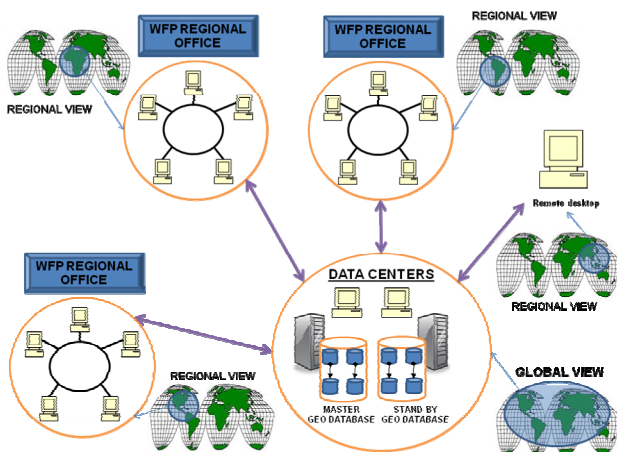 WFP REGIONAL
OFFICE
WFP REGIONAL
OFFICE
REGIONAL VIEW
REGIONAL VIEW
Remote desktop
WFP REGIONAL
OFFICE
DATA CENTERS
REGIONAL VIEW
REGIONAL VIEW
GLOBAL VIEW
MASTER
GEO DATABASE
STAND BY
GEO DATABASE